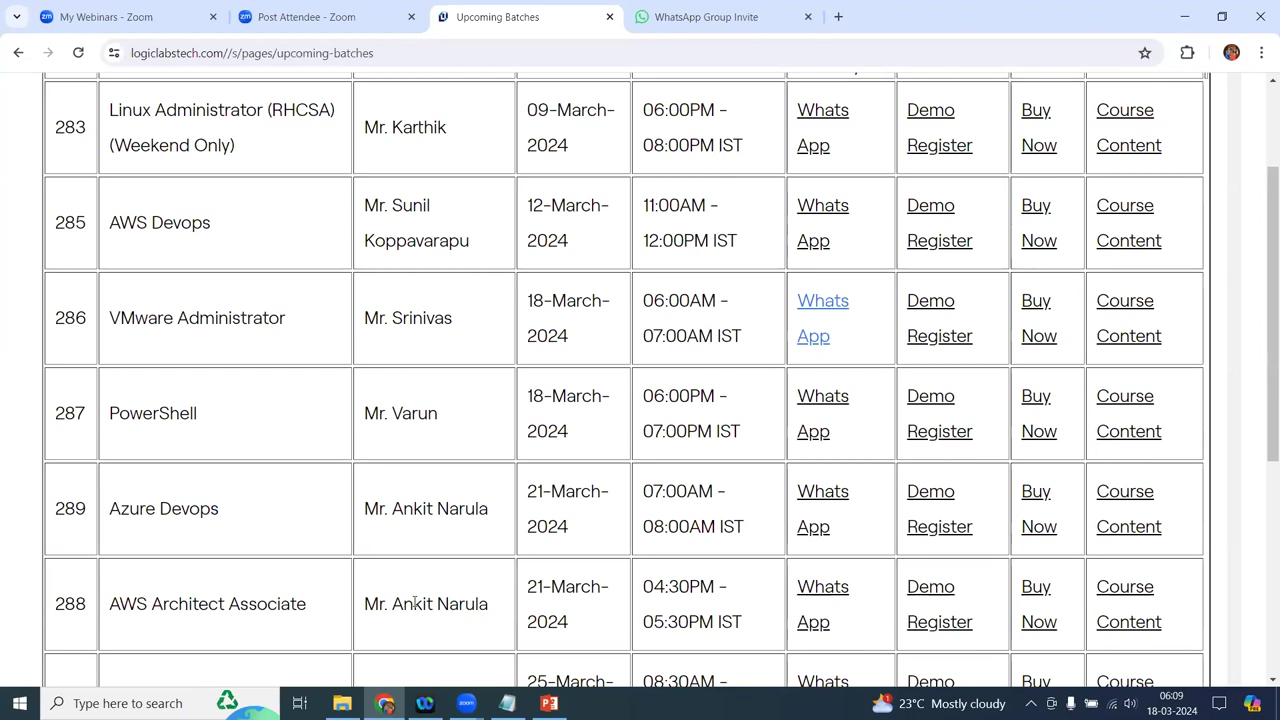 My Webinars - Zoom
Post Attendee - Zoom
Upcoming Batches
WhatsApp Group Invite
logiclabstech.com//s/pages/upcoming-batches
283
Linux Administrator (RHCSA)
(Weekend Only)
Mr. Karthik
09-March-
2024
06:00PM -
08:00PM IST
Whats
App
Demo
Register
Buy
Now
Course
Content
285
AWS Devops
Mr. Sunil
Koppavarapu
12-March-
2024
11:00AM -
12:00PM IST
Whats
App
Demo
Register
Buy
Now
Course
Content
286
VMware Administrator
Mr. Srinivas
18-March-
2024
06:00AM -
07:00AM IST
Whats
App
Demo
Register
Buy
Now
Course
Content
287
PowerShell
Mr. Varun
18-March-
2024
06:00PM -
07:00PM IST
Whats
App
Demo
Register
Buy
Now
Course
Content
289
Azure Devops
Mr. Ankit Narula
21-March-
2024
07:00AM -
08:00AM IST
Whats
App
Demo
Register
Buy
Now
Course
Content
288
AWS Architect Associate
Mr. Ankit Narula
21-March-
2024
04:30PM -
05:30PM IST
Whats
App
Demo
Register
Buy
Now
Course
Content
25-March-
08:30AM -
Whats
Demo
Buy
Course
Type here to search
23°C Mostly cloudy
06:09
18-03-2024